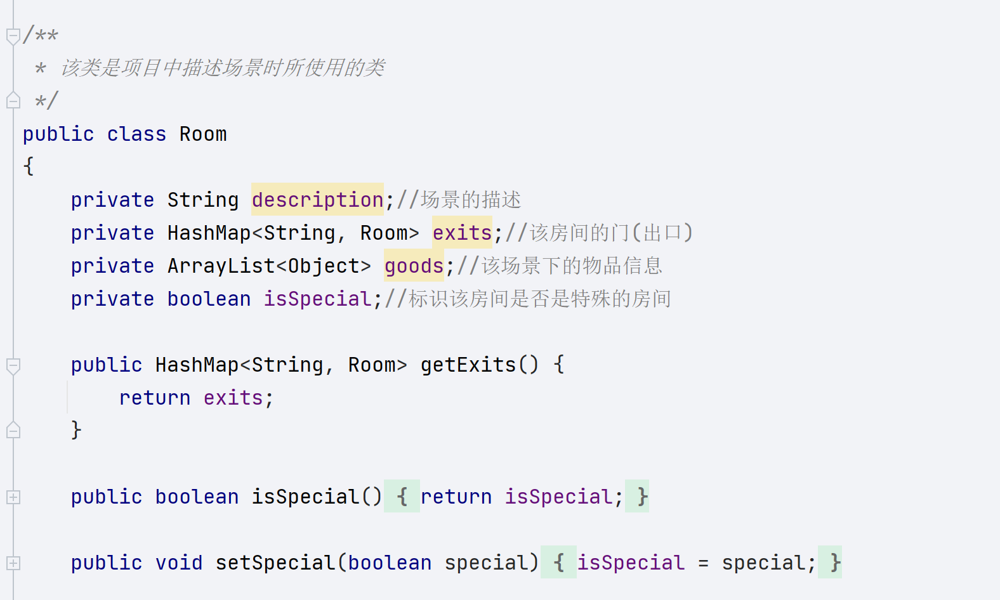 /**
 * 该类是项目中描述场景时所使用的类
 */
public class Room
{
    private String description;//场景的描述
    private HashMap<String, Room> exits;//该房间的门(出口)
    private ArrayList<Object> goods;//该场景下的物品信息
    private boolean isSpecial;//标识该房间是否是特殊的房间
    public HashMap<String, Room> getExits() {
        return exits;
    }
    public boolean isSpecial() { return isSpecial; }
    public void setSpecial(boolean special) { isSpecial = special; }